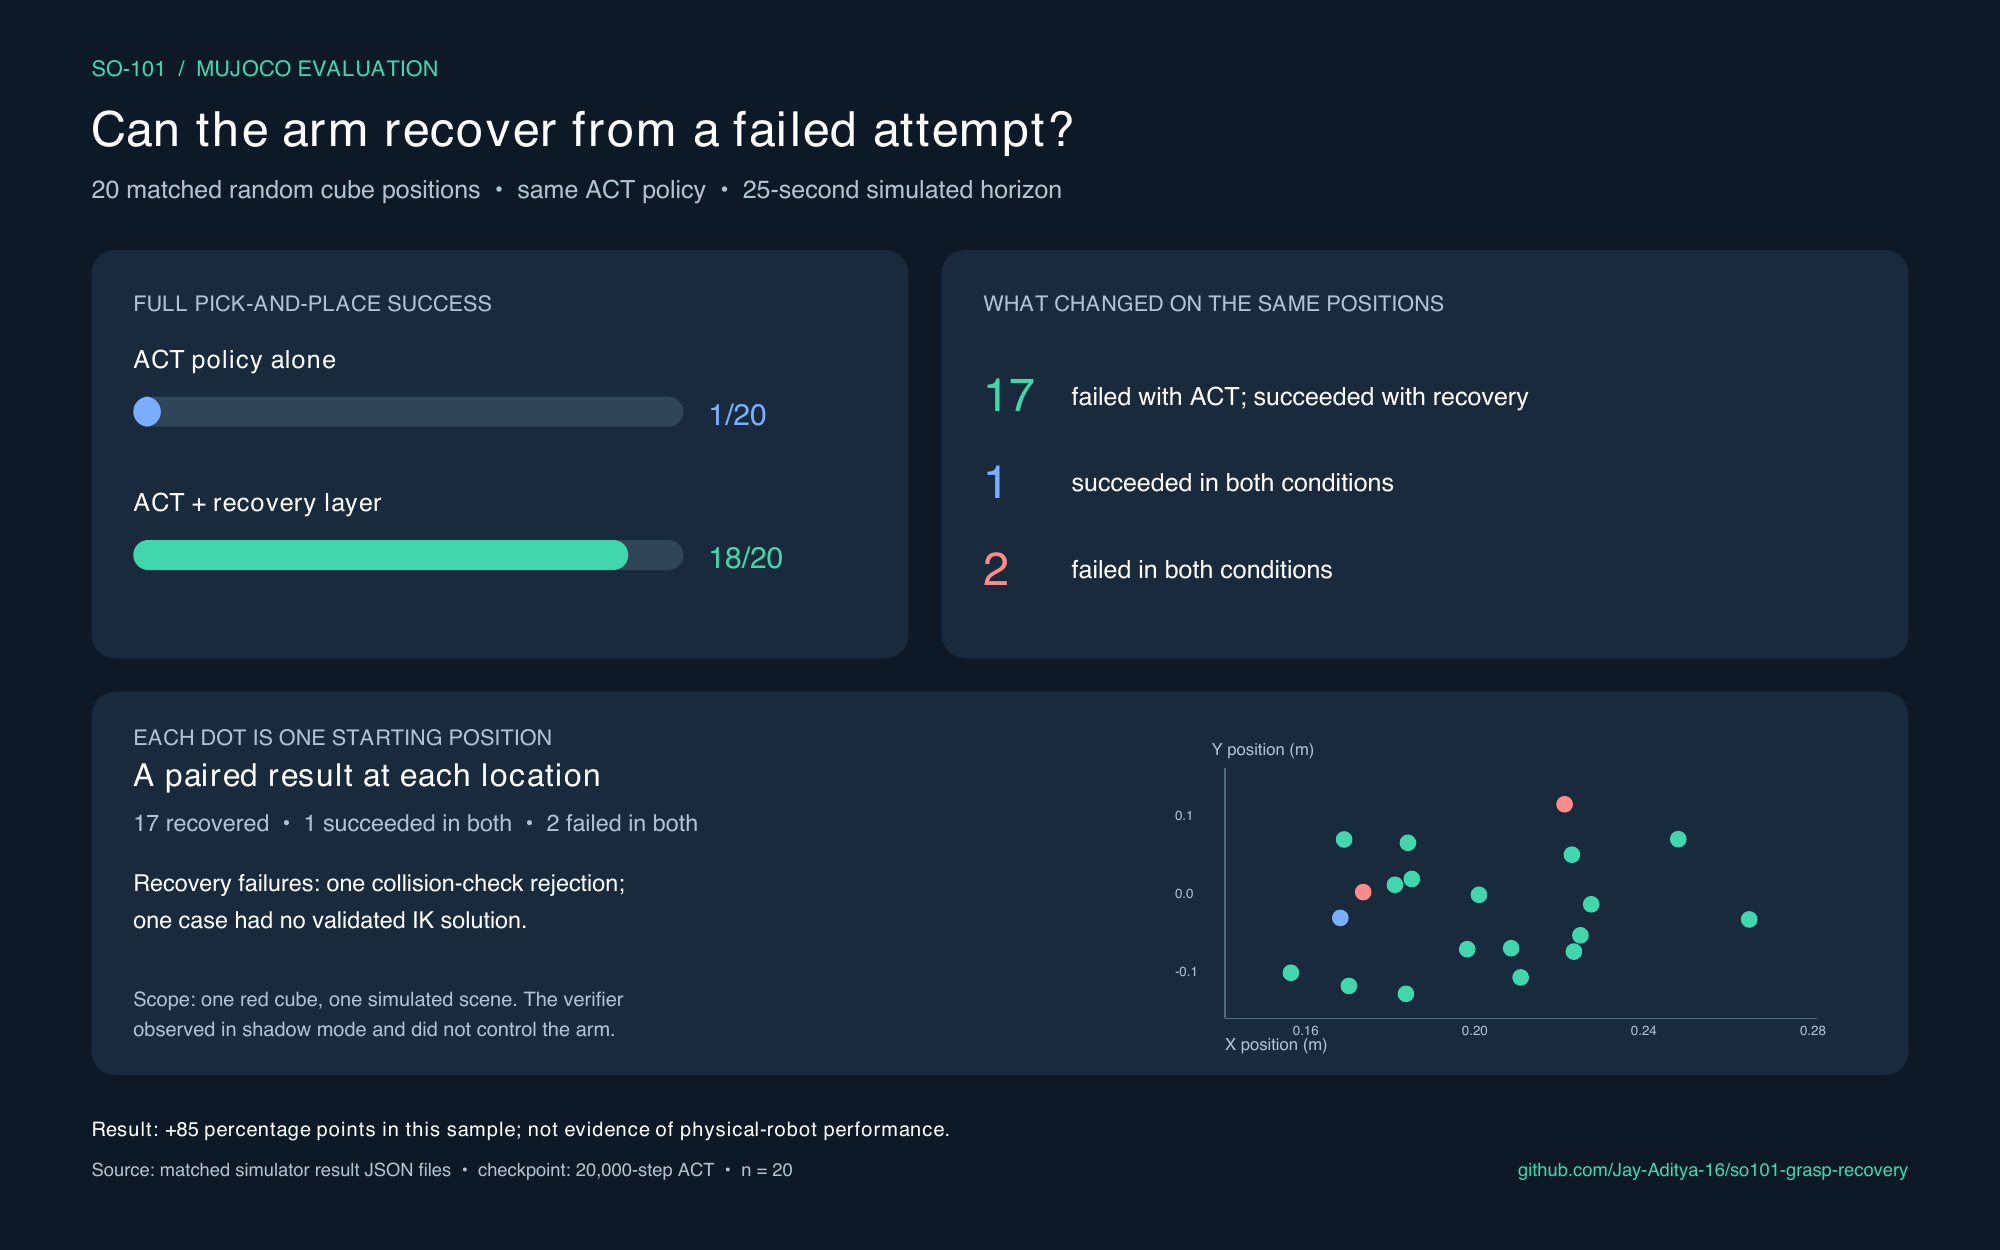 SO-101 / MUJOCO EVALUATION
Can the arm recover from a failed attempt?
20 matched random cube positions • same ACT policy • 25-second simulated horizon
FULL PICK-AND-PLACE SUCCESS
ACT policy alone
1/20
ACT + recovery layer
18/20
WHAT CHANGED ON THE SAME POSITIONS
17 failed with ACT; succeeded with recovery
1 succeeded in both conditions
2 failed in both conditions
EACH DOT IS ONE STARTING POSITION
A paired result at each location
17 recovered • 1 succeeded in both • 2 failed in both
Recovery failures: one collision-check rejection;
one case had no validated IK solution.
Scope: one red cube, one simulated scene. The verifier
observed in shadow mode and did not control the arm.
Y position (m)
0.1
0.0
-0.1
0.16 0.20 0.24 0.28
X position (m)
Result: +85 percentage points in this sample; not evidence of physical-robot performance.
Source: matched simulator result JSON files • checkpoint: 20,000-step ACT • n = 20
github.com/Jay-Aditya-16/so101-grasp-recovery